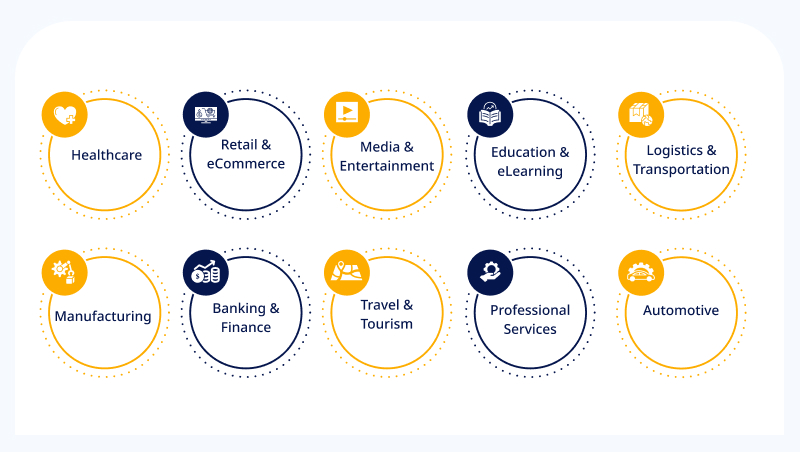 Healthcare
Retail &
eCommerce
Media &
Entertainment
Education &
eLearning
Logistics &
Transportation
Manufacturing
Banking &
Finance
Travel &
Tourism
Professional
Services
Automotive